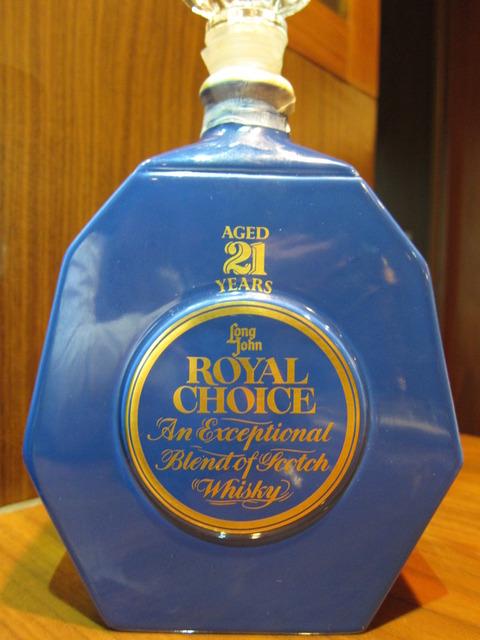 AGED
21
YEARS
Long
John
ROYAL
CHOICE
An Exceptional
Blend of Scotch
Whisky